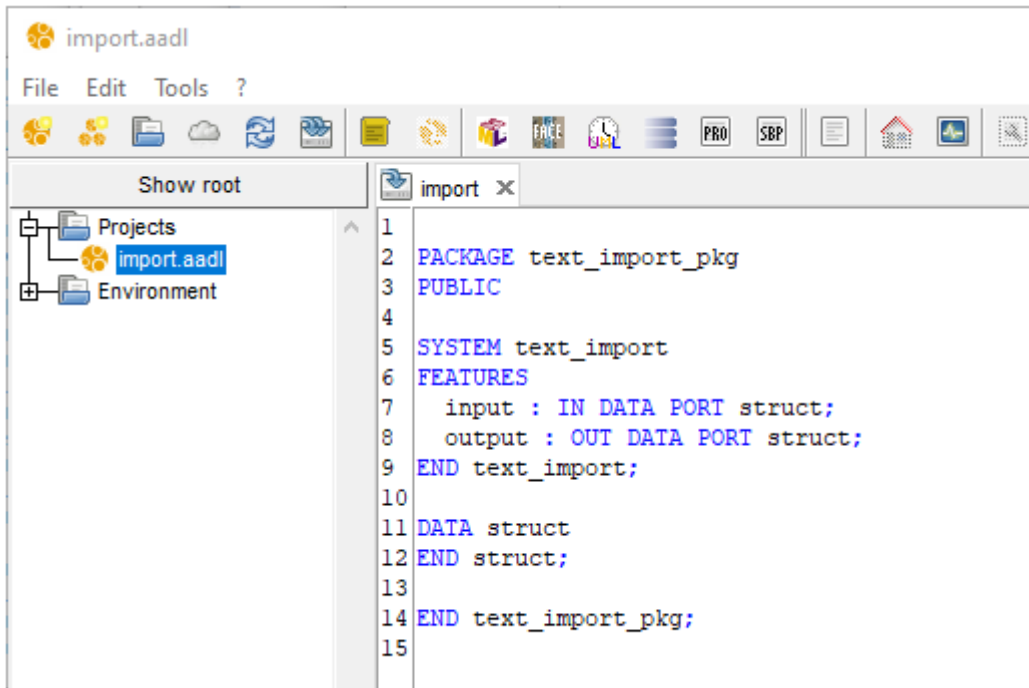 import.aadl
File Edit Tools ?
FACE PRO SBP
Show root
import
Projects
import.aadl
Environment
1
2 PACKAGE text_import_pkg
3 PUBLIC
4
5 SYSTEM text_import
6 FEATURES
7 input : IN DATA PORT struct;
8 output : OUT DATA PORT struct;
9 END text_import;
10
11 DATA struct
12 END struct;
13
14 END text_import_pkg;
15